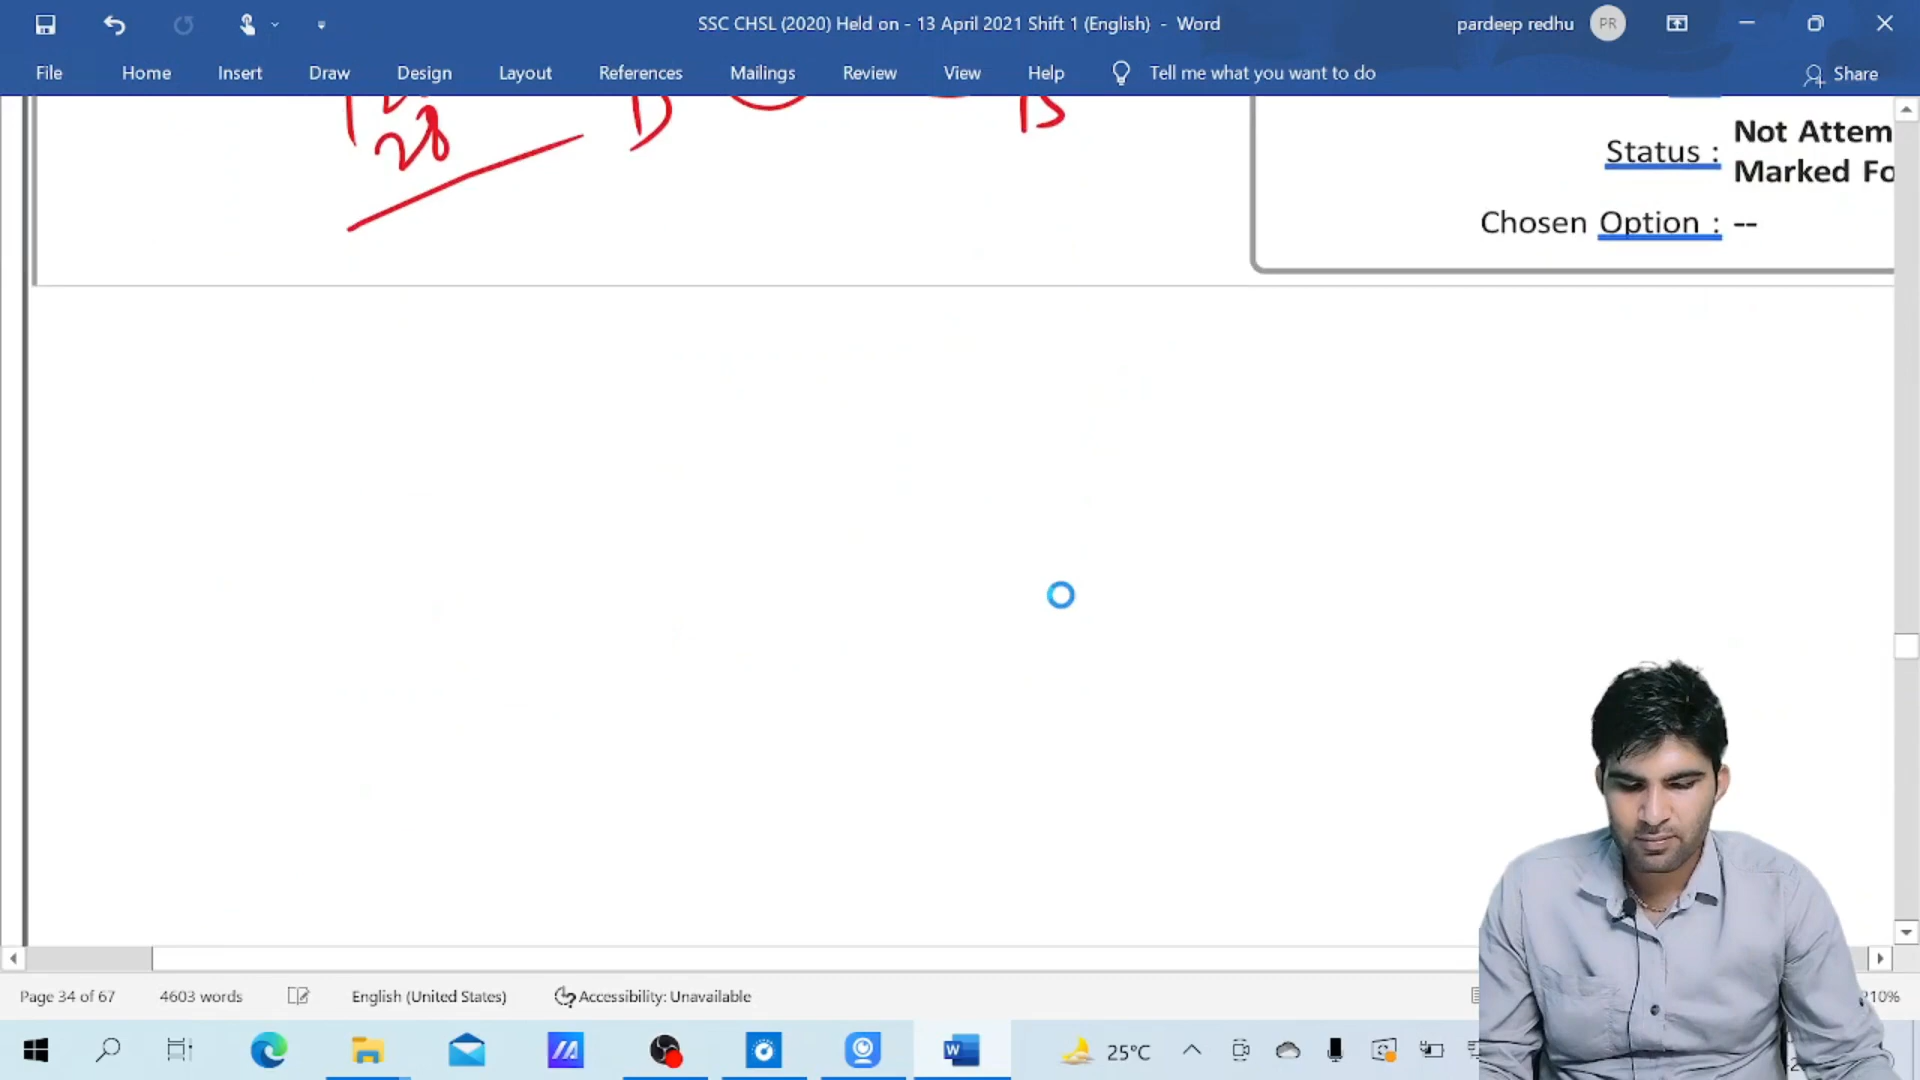 SSC CHSL (2020) Held on - 13 April 2021 Shift 1 (English) - Word
pardeep redhu
PR
File Home Insert Draw Design Layout References Mailings Review View Help Tell me what you want to do
Share
28
D
B
Status :
Not Attem
Marked Fo
Chosen Option : --
Page 34 of 67
4603 words
English (United States)
Accessibility: Unavailable
10%
25°C